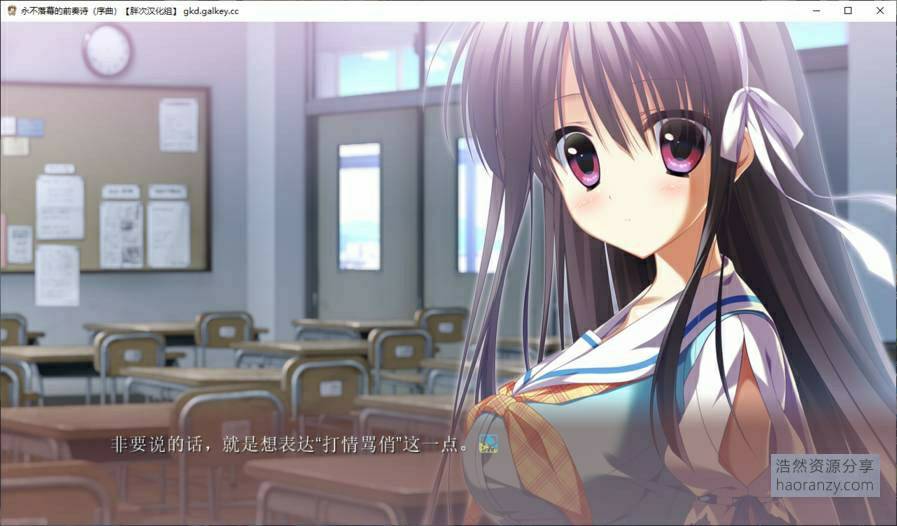 永不落幕的前奏诗（序曲）【胖次汉化组】 gkd.galkey.cc
非要说的话，就是想表达“打情骂俏”这一点。
浩然资源分享
haoranzy.com